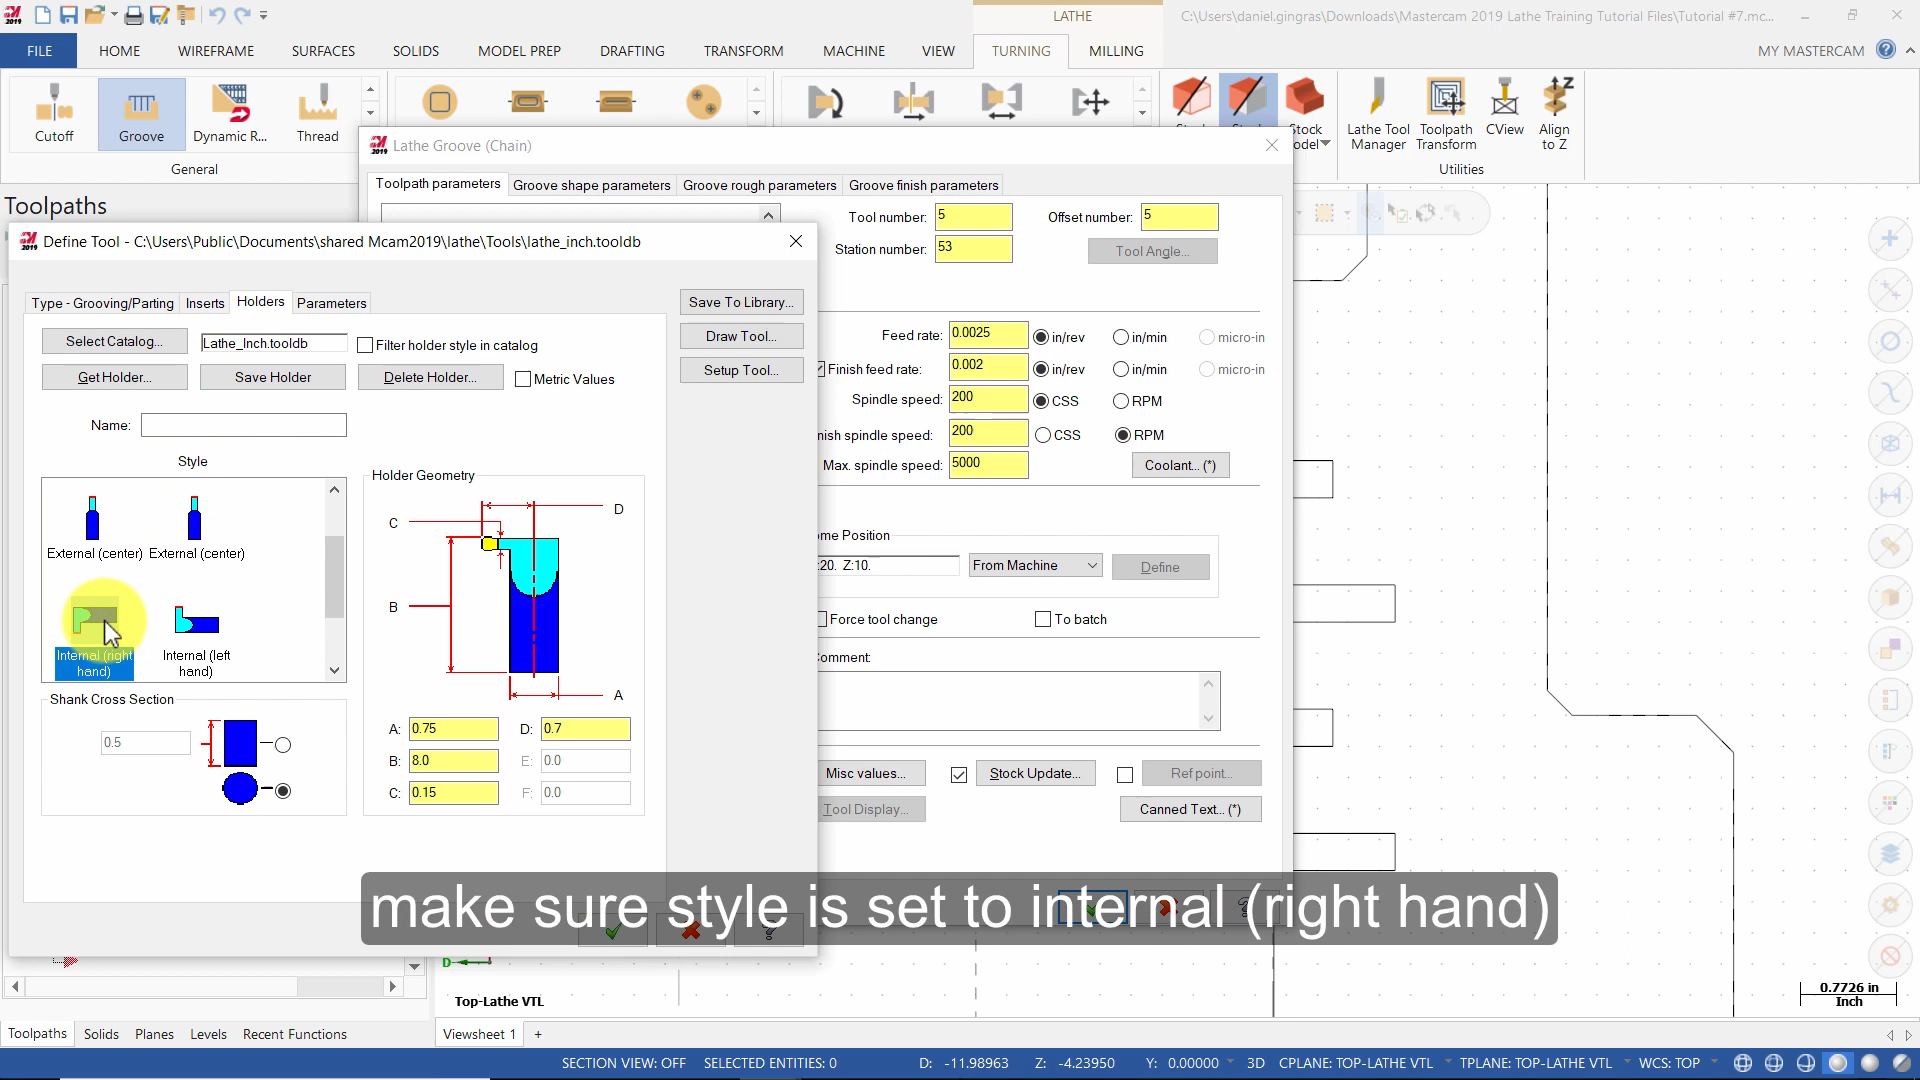 LATHE
C:\Users\daniel.gingras\Downloads\Mastercam 2019 Lathe Training Tutorial Files\Tutorial #7.mc...
FILE HOME WIREFRAME SURFACES SOLIDS MODEL PREP DRAFTING TRANSFORM MACHINE VIEW TURNING MILLING MY MASTERCAM
Cutoff Groove Dynamic R... Thread
General
Lathe Tool Manager
Toolpath Transform
CView
Align to Z
Utilities
Toolpaths
Lathe Groove (Chain)
Toolpath parameters Groove shape parameters Groove rough parameters Groove finish parameters
Tool number: 5 Offset number: 5
Station number: 53 Tool Angle...
Define Tool - C:\Users\Public\Documents\shared Mcam2019\lathe\Tools\lathe_inch.tooldb
Type - Grooving/Parting Inserts Holders Parameters
Save To Library...
Draw Tool...
Setup Tool...
Select Catalog... Lathe_Inch.tooldb Filter holder style in catalog
Get Holder... Save Holder Delete Holder... Metric Values
Name:
Style
External (center) External (center)
Internal (right hand)
Internal (left hand)
Shank Cross Section
0.5
Holder Geometry
C D
B
A
A: 0.75 D: 0.7
B: 8.0 E: 0.0
C: 0.15 F: 0.0
Feed rate: 0.0025 in/rev in/min micro-in
Finish feed rate: 0.002 in/rev in/min micro-in
Spindle speed: 200 CSS RPM
nish spindle speed: 200 CSS RPM
Max. spindle speed: 5000 Coolant... (*)
ome Position
:20. Z:10. From Machine Define
Force tool change To batch
Comment:
Misc values... Stock Update... Ref point...
Tool Display... Canned Text... (*)
make sure style is set to internal (right hand)
D
Top-Lathe VTL
0.7726 in
Inch
Toolpaths Solids Planes Levels Recent Functions
Viewsheet 1 +
SECTION VIEW: OFF SELECTED ENTITIES: 0 D: -11.98963 Z: -4.23950 Y: 0.00000 3D CPLANE: TOP-LATHE VTL TPLANE: TOP-LATHE VTL WCS: TOP